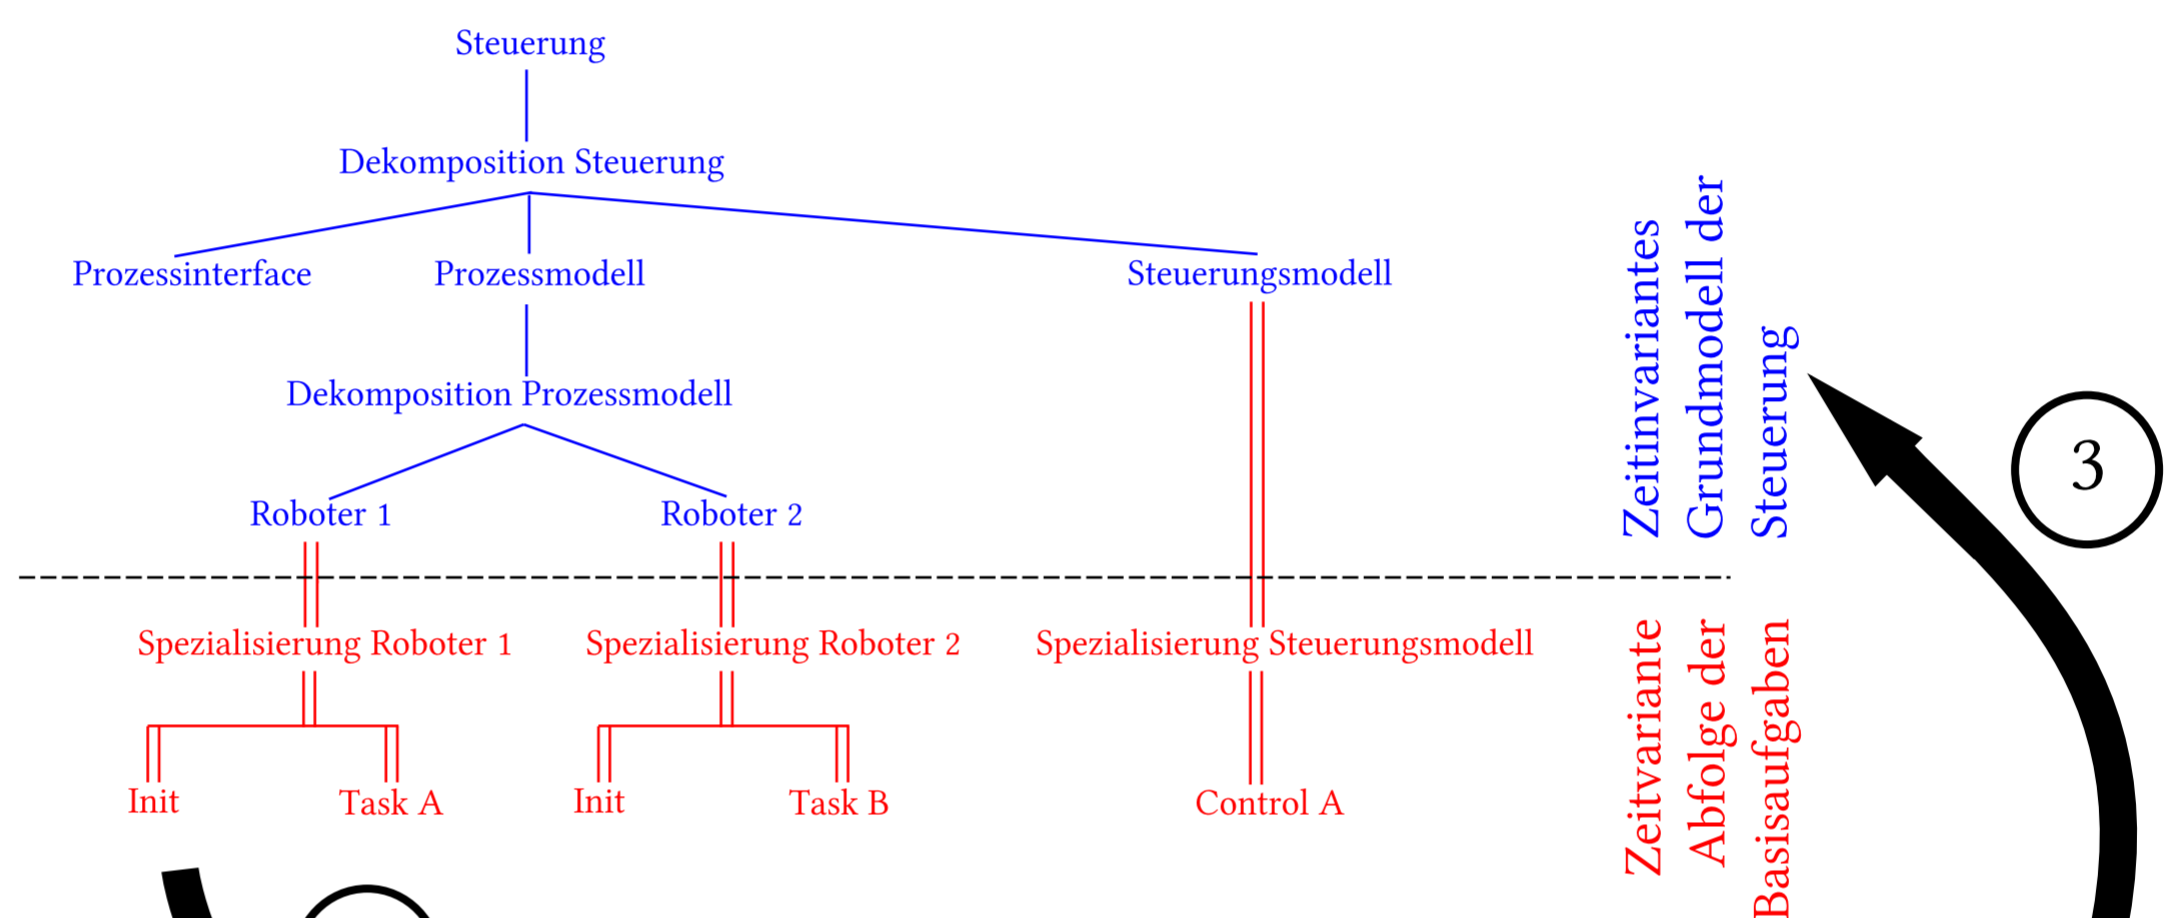 Steuerung
Dekomposition Steuerung
Prozessinterface
Prozessmodell
Steuerungsmodell
Dekomposition Prozessmodell
Roboter 1
Roboter 2
Spezialisierung Roboter 1
Spezialisierung Roboter 2
Spezialisierung Steuerungsmodell
Init
Task A
Init
Task B
Control A
Zeitinvariantes
Grundmodell der
Steuerung
Zeitvariante
Abfolge der
Basisaufgaben
3